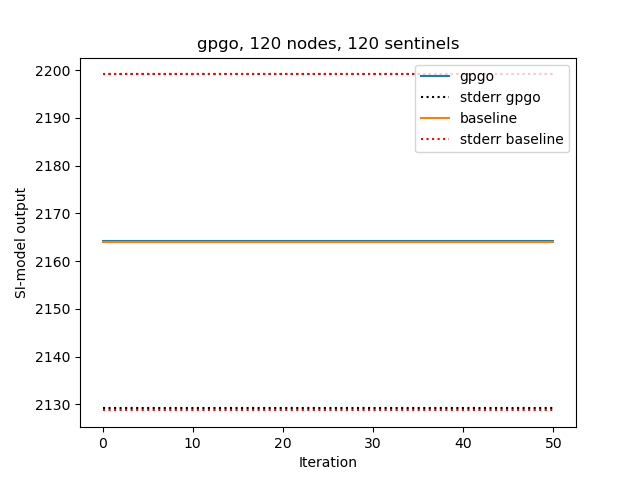 gpgo, 120 nodes, 120 sentinels
2200
2190
2180
2170
2160
2150
2140
2130
SI-model output
gpgo
stderr gpgo
baseline
stderr baseline
0 10 20 30 40 50
Iteration